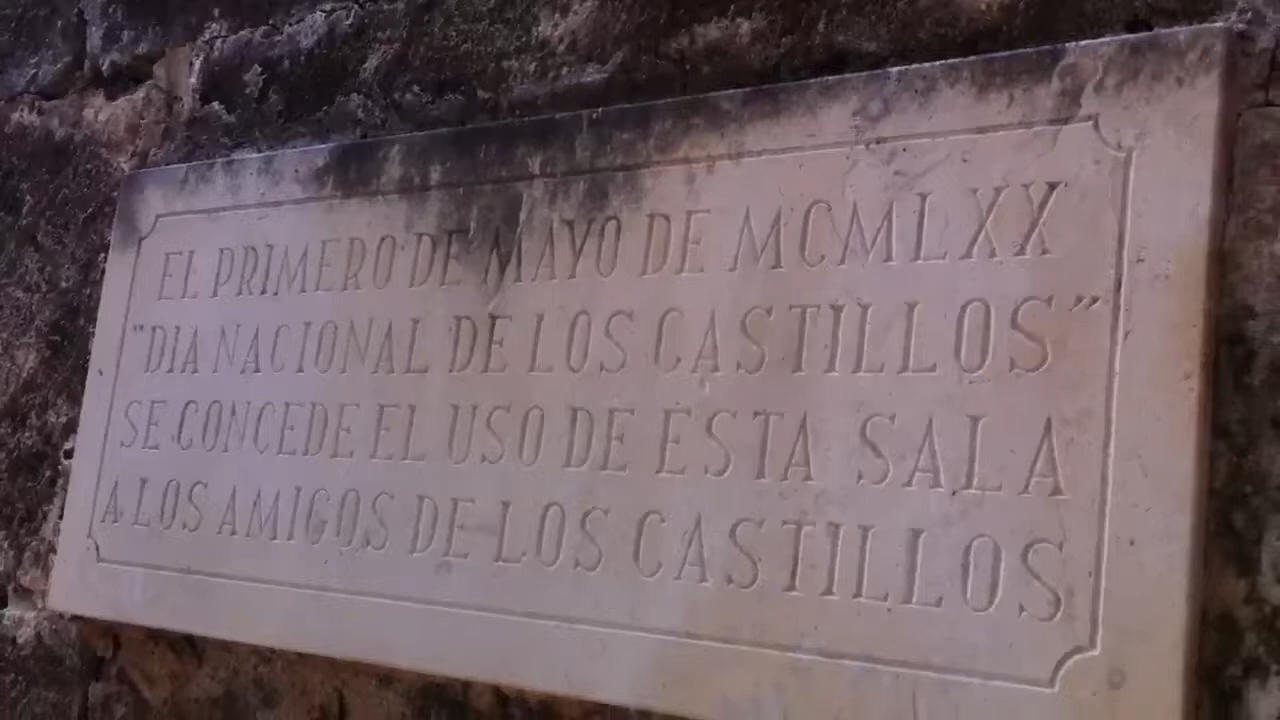 EL PRIMERO DE MAYO DE MCMLXX
"DIA NACIONAL DE LOS CASTILLOS"
SE CONCEDE EL USO DE ESTA SALA
A LOS AMIGOS DE LOS CASTILLOS